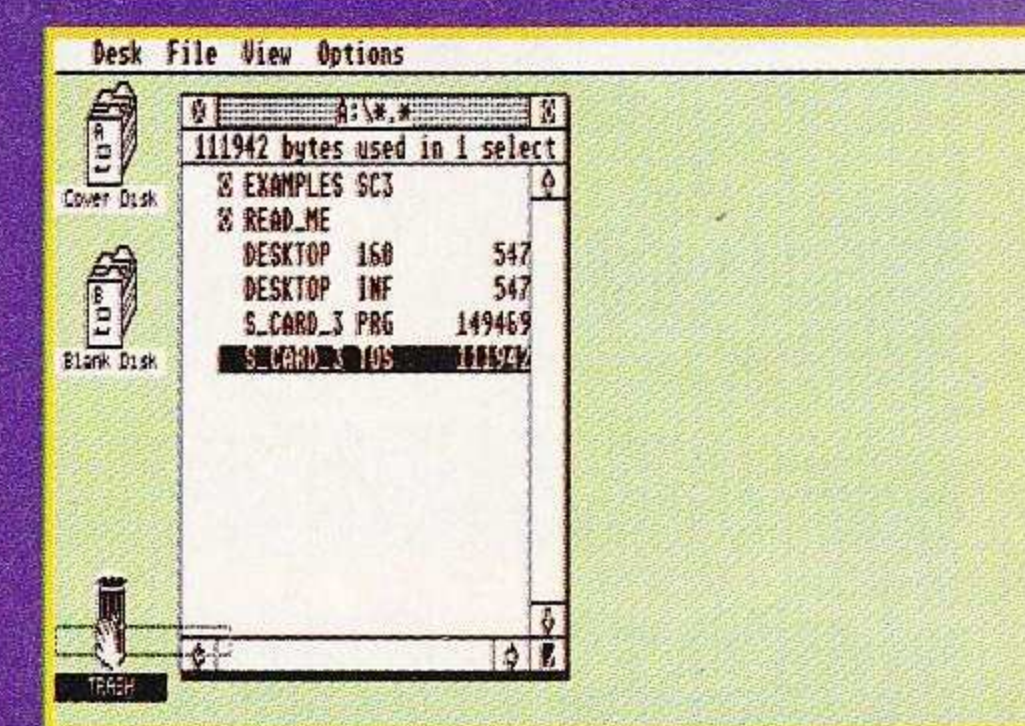 Desk File View Options
A:\*.*
111942 bytes used in 1 select
EXAMPLES SC3
READ_ME
DESKTOP 160 547
DESKTOP INF 547
S_CARD_3 PRG 149469
S_CARD_3 TOS 111942
A
Cover Disk
B
Blank Disk
TRASH